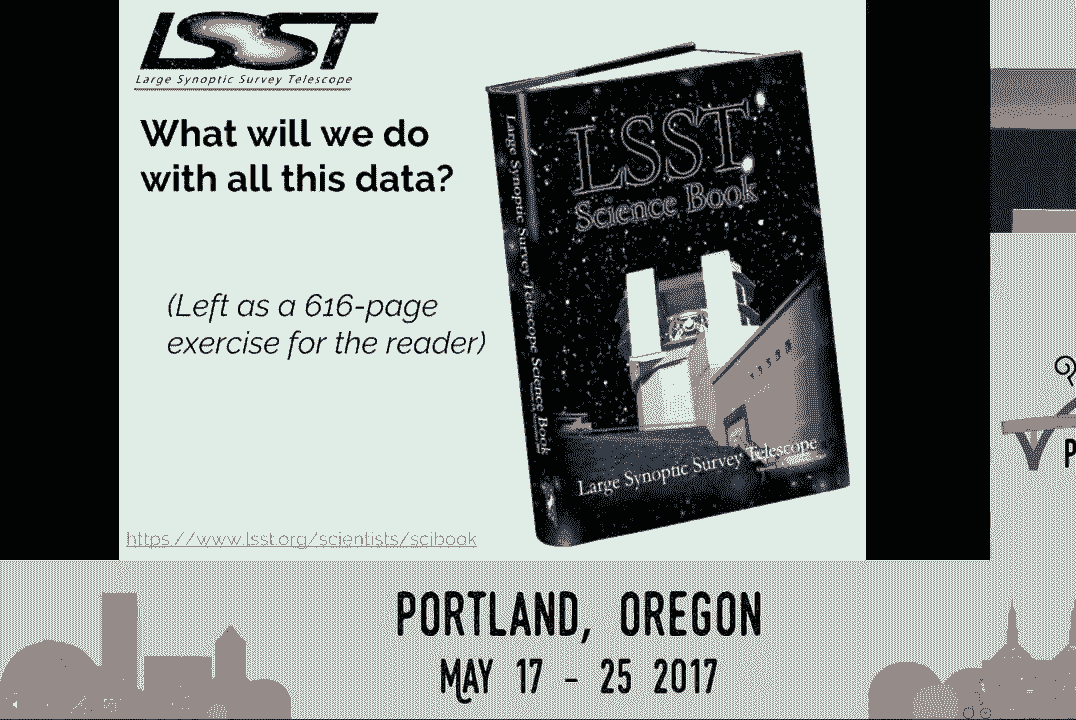 LSST
Large Synoptic Survey Telescope
What will we do
with all this data?
(Left as a 616-page
exercise for the reader)
https://www.lsst.org/scientists/scibook
Large Synoptic Survey Telescope Science Book
LSST
Science Book
Large Synoptic Survey Telescope
PORTLAND, OREGON
MAY 17 - 25 2017
P